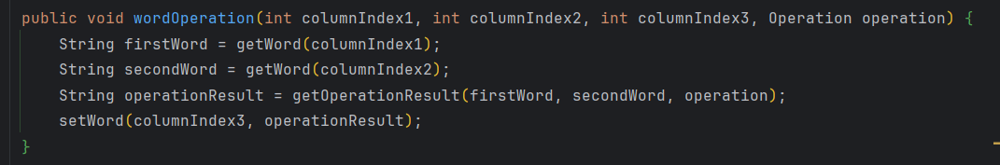 public void wordOperation(int columnIndex1, int columnIndex2, int columnIndex3, Operation operation) {
    String firstWord = getWord(columnIndex1);
    String secondWord = getWord(columnIndex2);
    String operationResult = getOperationResult(firstWord, secondWord, operation);
    setWord(columnIndex3, operationResult);
}